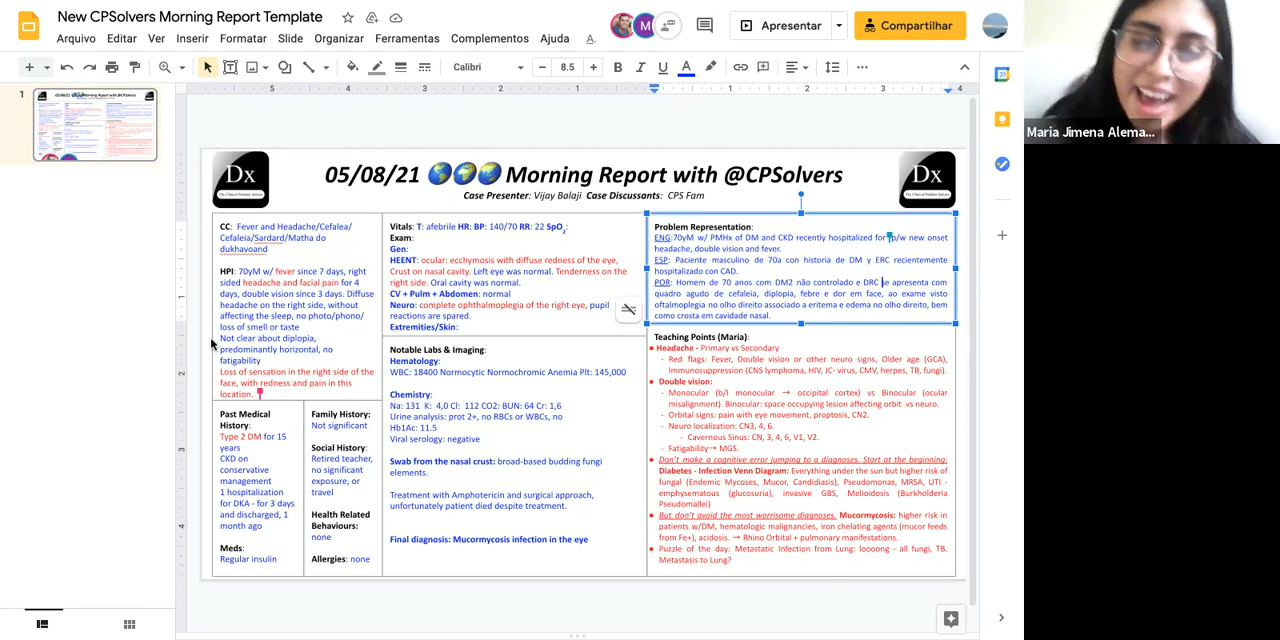 New CPSolvers Morning Report Template
Arquivo Editar Ver Inserir Formatar Slide Organizar Ferramentas Complementos Ajuda
M
Apresentar
Compartilhar
Calibri
8.5
B I U A
1
5 4 3 2 1 1 2 3 4
Maria Jimena Alema...
Dx
05/08/21 Morning Report with @CPSolvers
Case Presenter: Vijay Balaji Case Discussants: CPS Fam
Dx
CC: Fever and Headache/Cefalea/
Cefaleia/Sardard/Matha do
dukhavoand
HPI: 70yM w/ fever since 7 days, right
sided headache and facial pain for 4
days, double vision since 3 days. Diffuse
headache on the right side, without
affecting the sleep, no photo/phono/
loss of smell or taste
Not clear about diplopia,
predominantly horizontal, no
fatigability
Loss of sensation in the right side of the
face, with redness and pain in this
location.
Past Medical
History:
Type 2 DM for 15
years
CKD on
conservative
management
1 hospitalization
for DKA - for 3 days
and discharged, 1
month ago
Meds:
Regular insulin
Family History:
Not significant
Social History:
Retired teacher,
no significant
exposure, or
travel
Health Related
Behaviours:
none
Allergies: none
Vitals: T: afebrile HR: BP: 140/70 RR: 22 SpO2:
Exam:
Gen:
HEENT: ocular: ecchymosis with diffuse redness of the eye,
Crust on nasal cavity. Left eye was normal. Tenderness on the
right side. Oral cavity was normal.
CV + Pulm + Abdomen: normal
Neuro: complete ophthalmoplegia of the right eye, pupil
reactions are spared.
Extremities/Skin:
Notable Labs & Imaging:
Hematology:
WBC: 18400 Normocytic Normochromic Anemia Plt: 145,000
Chemistry:
Na: 131 K: 4,0 Cl: 112 CO2: BUN: 64 Cr: 1,6
Urine analysis: prot 2+, no RBCs or WBCs, no
Hb1Ac: 11.5
Viral serology: negative
Swab from the nasal crust: broad-based budding fungi
elements.
Treatment with Amphotericin and surgical approach,
unfortunately patient died despite treatment.
Final diagnosis: Mucormycosis infection in the eye
Problem Representation:
ENG:70yM w/ PMHx of DM and CKD recently hospitalized for p/w new onset
headache, double vision and fever.
ESP: Paciente masculino de 70a con historia de DM y ERC recientemente
hospitalizado con CAD.
POR: Homem de 70 anos com DM2 não controlado e DRC se apresenta com
quadro agudo de cefaleia, diplopia, febre e dor em face, ao exame visto
oftalmoplegia no olho direito associado a eritema e edema no olho direito, bem
como crosta em cavidade nasal.
Teaching Points (Maria):
● Headache - Primary vs Secondary
- Red flags: Fever, Double vision or other neuro signs, Older age (GCA),
Immunosuppression (CNS lymphoma, HIV, JC- virus, CMV, herpes, TB, fungi).
● Double vision:
- Monocular (b/l monocular → occipital cortex) vs Binocular (ocular
misalignment). Binocular: space occupying lesion affecting orbit vs neuro.
- Orbital signs: pain with eye movement, proptosis, CN2.
- Neuro localization: CN3, 4, 6.
- Cavernous Sinus: CN, 3, 4, 6, V1, V2.
- Fatigability→ MGS.
● Don't make a cognitive error jumping to a diagnoses. Start at the beginning:
Diabetes - Infection Venn Diagram: Everything under the sun but higher risk of
fungal (Endemic Mycoses, Mucor, Candidiasis), Pseudomonas, MRSA, UTI -
emphysematous (glucosuria), invasive GBS, Melioidosis (Burkholderia
Pseudomallei)
● But don't avoid the most worrisome diagnoses. Mucormycosis: higher risk in
patients w/DM, hematologic malignancies, iron chelating agents (mucor feeds
from Fe+), acidosis. → Rhino Orbital + pulmonary manifestations.
● Puzzle of the day: Metastatic Infection from Lung: loooong - all fungi, TB.
Metastasis to Lung?